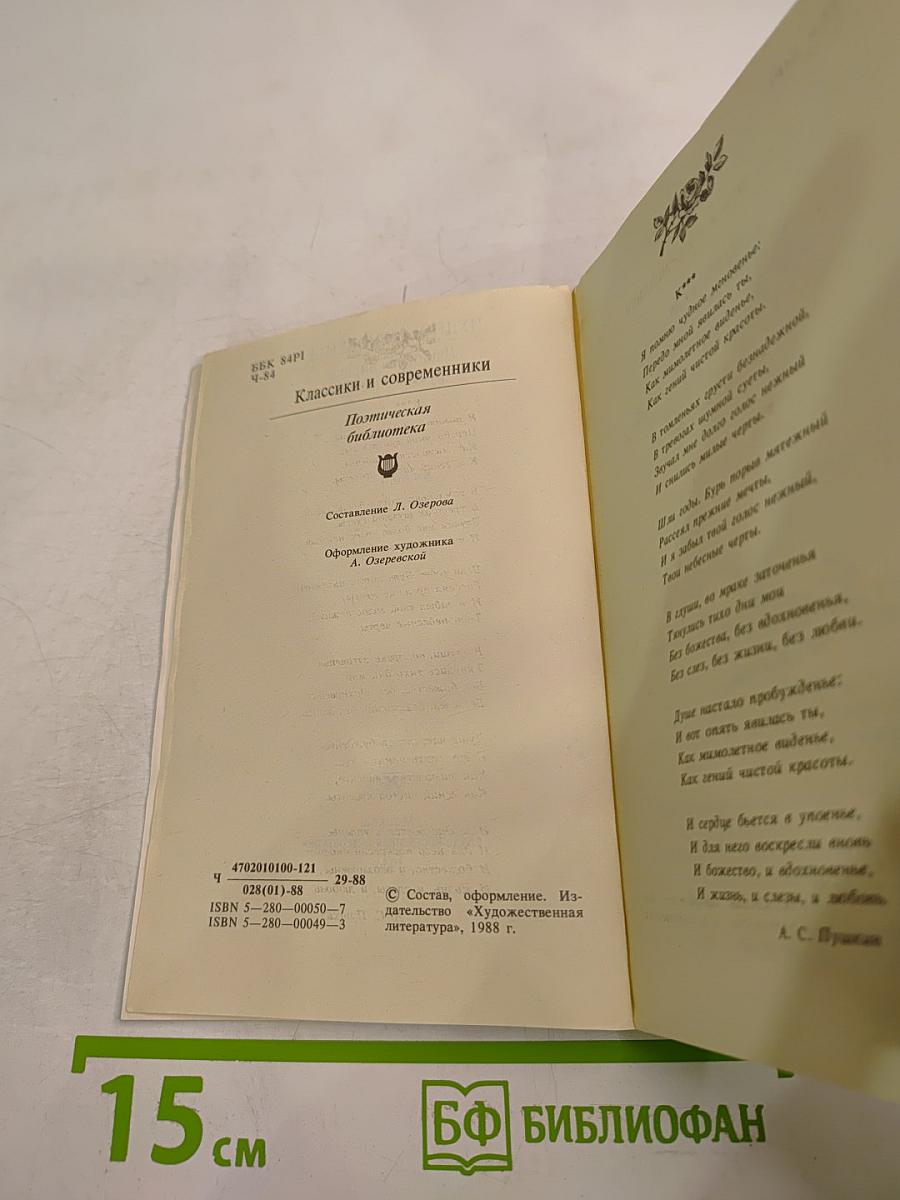 ББК 84Р1
Ч-84
Классики и современники
Поэтическая
библиотека
Составление Л. Озерова
Оформление художника
А. Озеревской
Ч 4702010100-121
028(01)-88
29-88
ISBN 5—280—00050—7
ISBN 5—280—00049—3
© Состав, оформление. Из-
дательство «Художественная
литература», 1988 г.
К***
Я помню чудное мгновенье:
Передо мной явилась ты,
Как мимолетное виденье,
Как гений чистой красоты.
В томленьях грусти безнадежной,
В тревогах шумной суеты,
Звучал мне долго голос нежный
И снились милые черты.
Шли годы. Бурь порыв мятежный
Рассеял прежние мечты,
И я забыл твой голос нежный,
Твои небесные черты.
В глуши, во мраке заточенья
Тянулись тихо дни мои
Без божества, без вдохновенья,
Без слез, без жизни, без любви.
Душе настало пробужденье:
И вот опять явилась ты,
Как мимолетное виденье,
Как гений чистой красоты.
И сердце бьется в упоенье,
И для него воскресли вновь
И божество, и вдохновенье,
И жизнь, и слезы, и любовь.
А. С. Пушкин
15 см
БФ БИБЛИОФАН